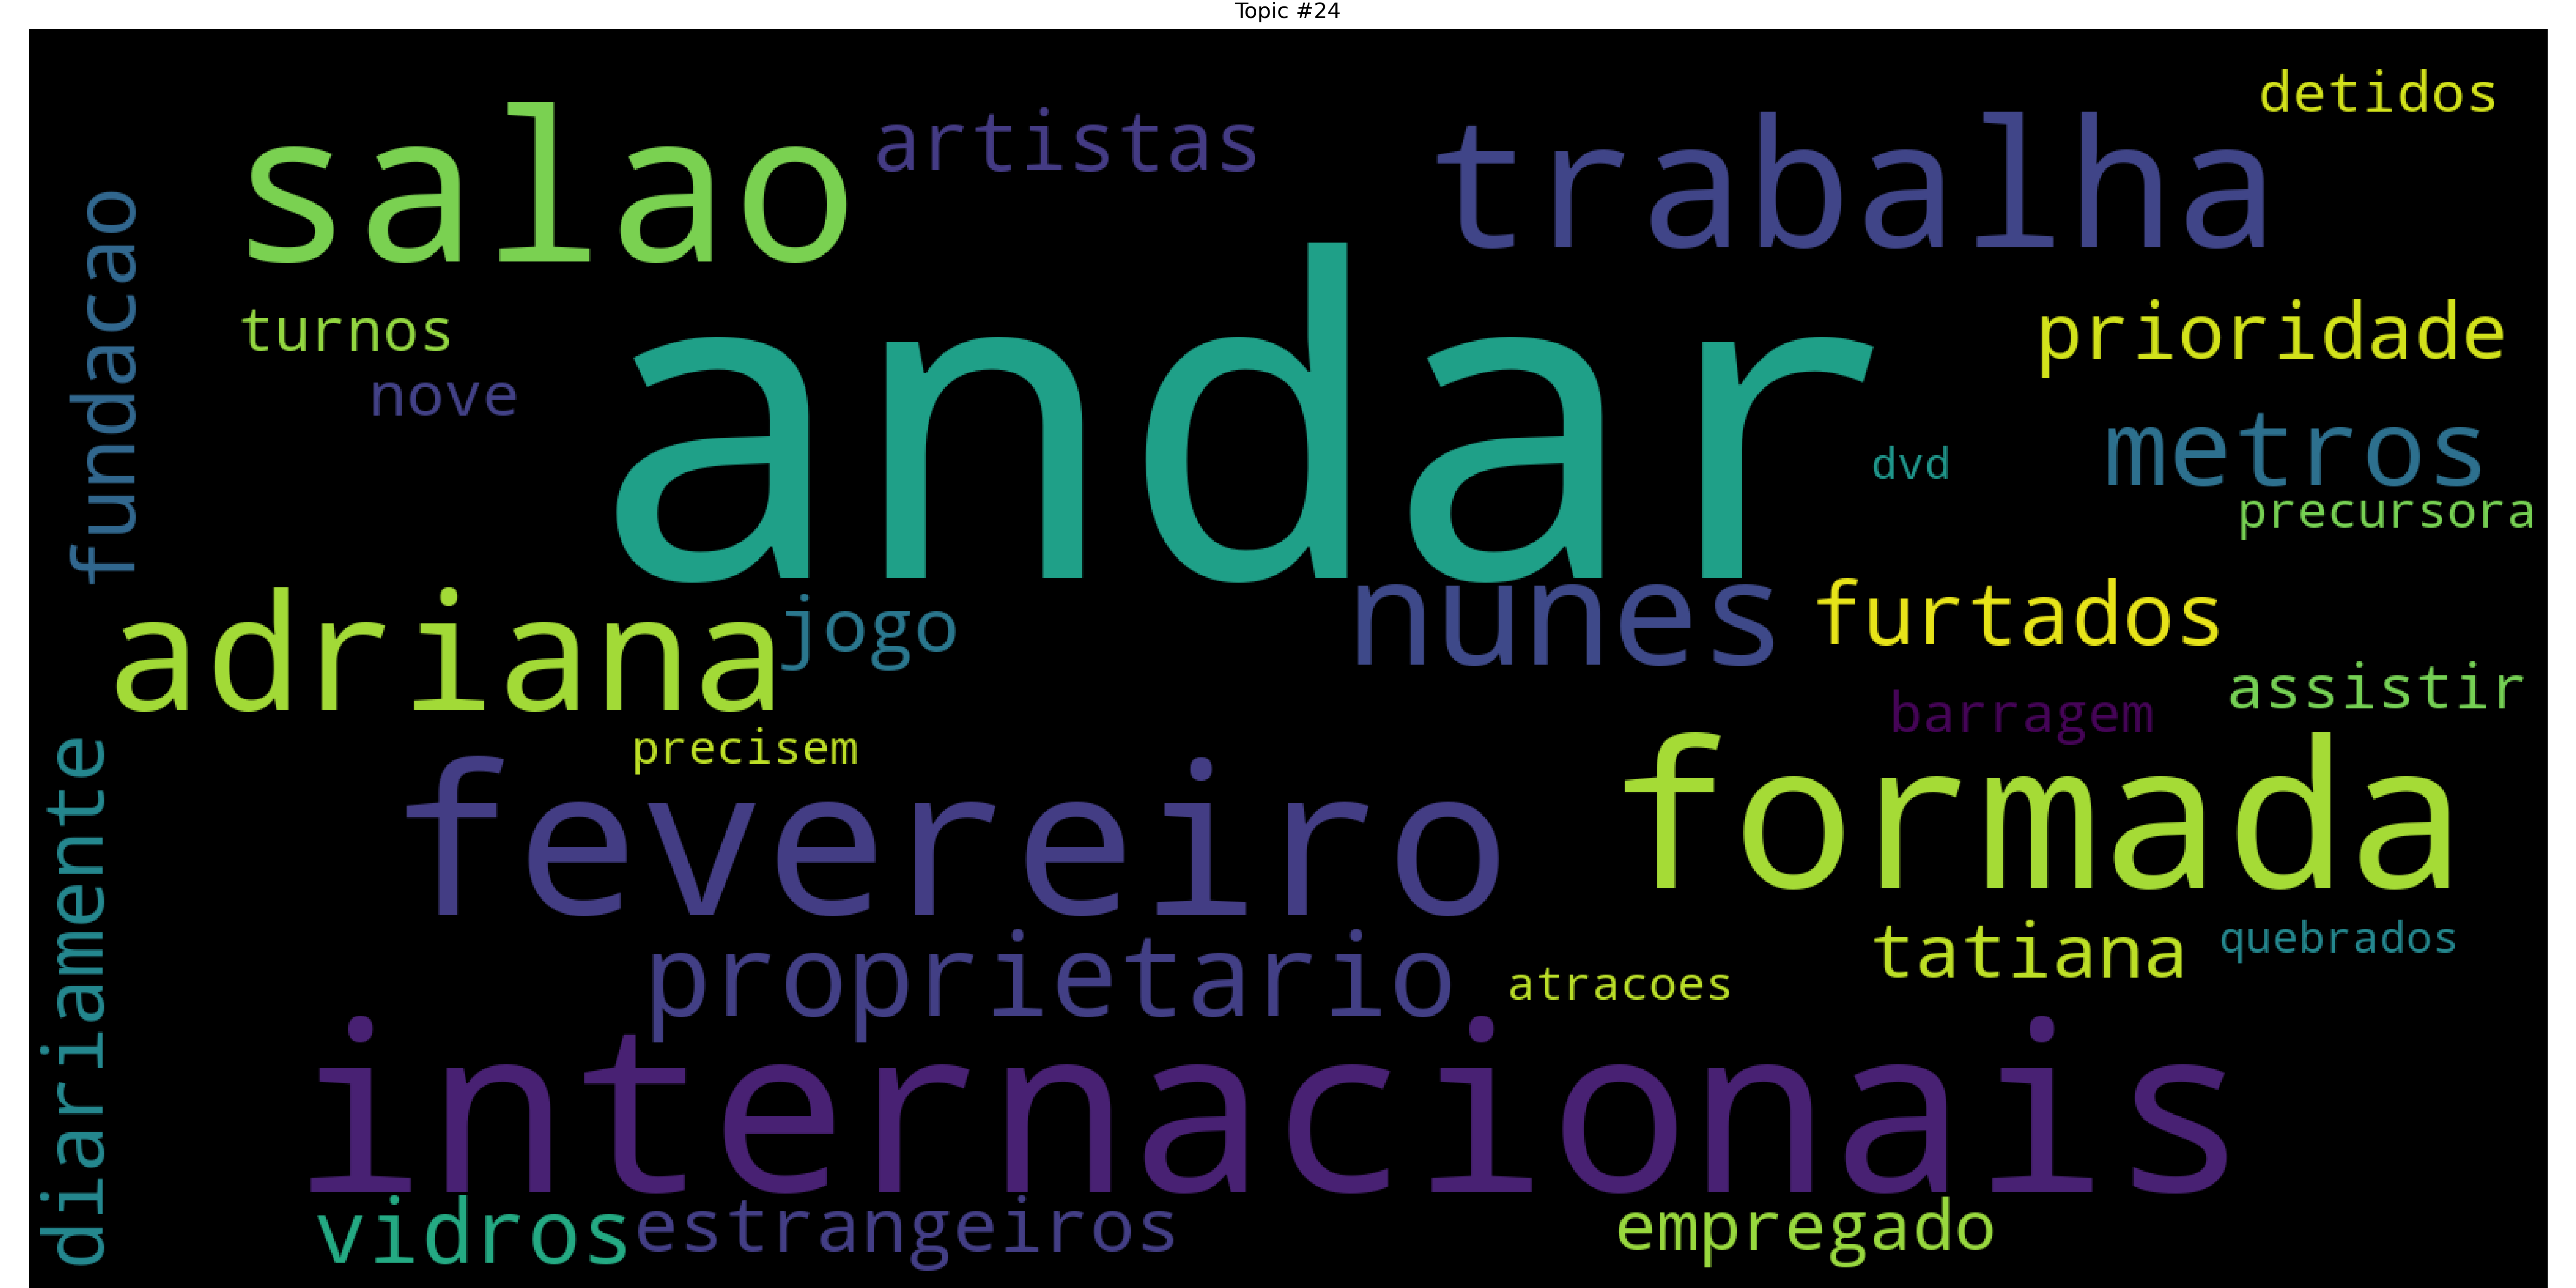 Topic #24
detidos
salao
artistas
trabalha
fundacao
turnos
prioridade
nove
andar
metros
dvd
precursora
adriana
jogo
nunes
furtados
assistir
barragem
precisem
diariamente
fevereiro
formada
proprietario
atracoes
tatiana
quebrados
internacionais
vidros
estrangeiros
empregado